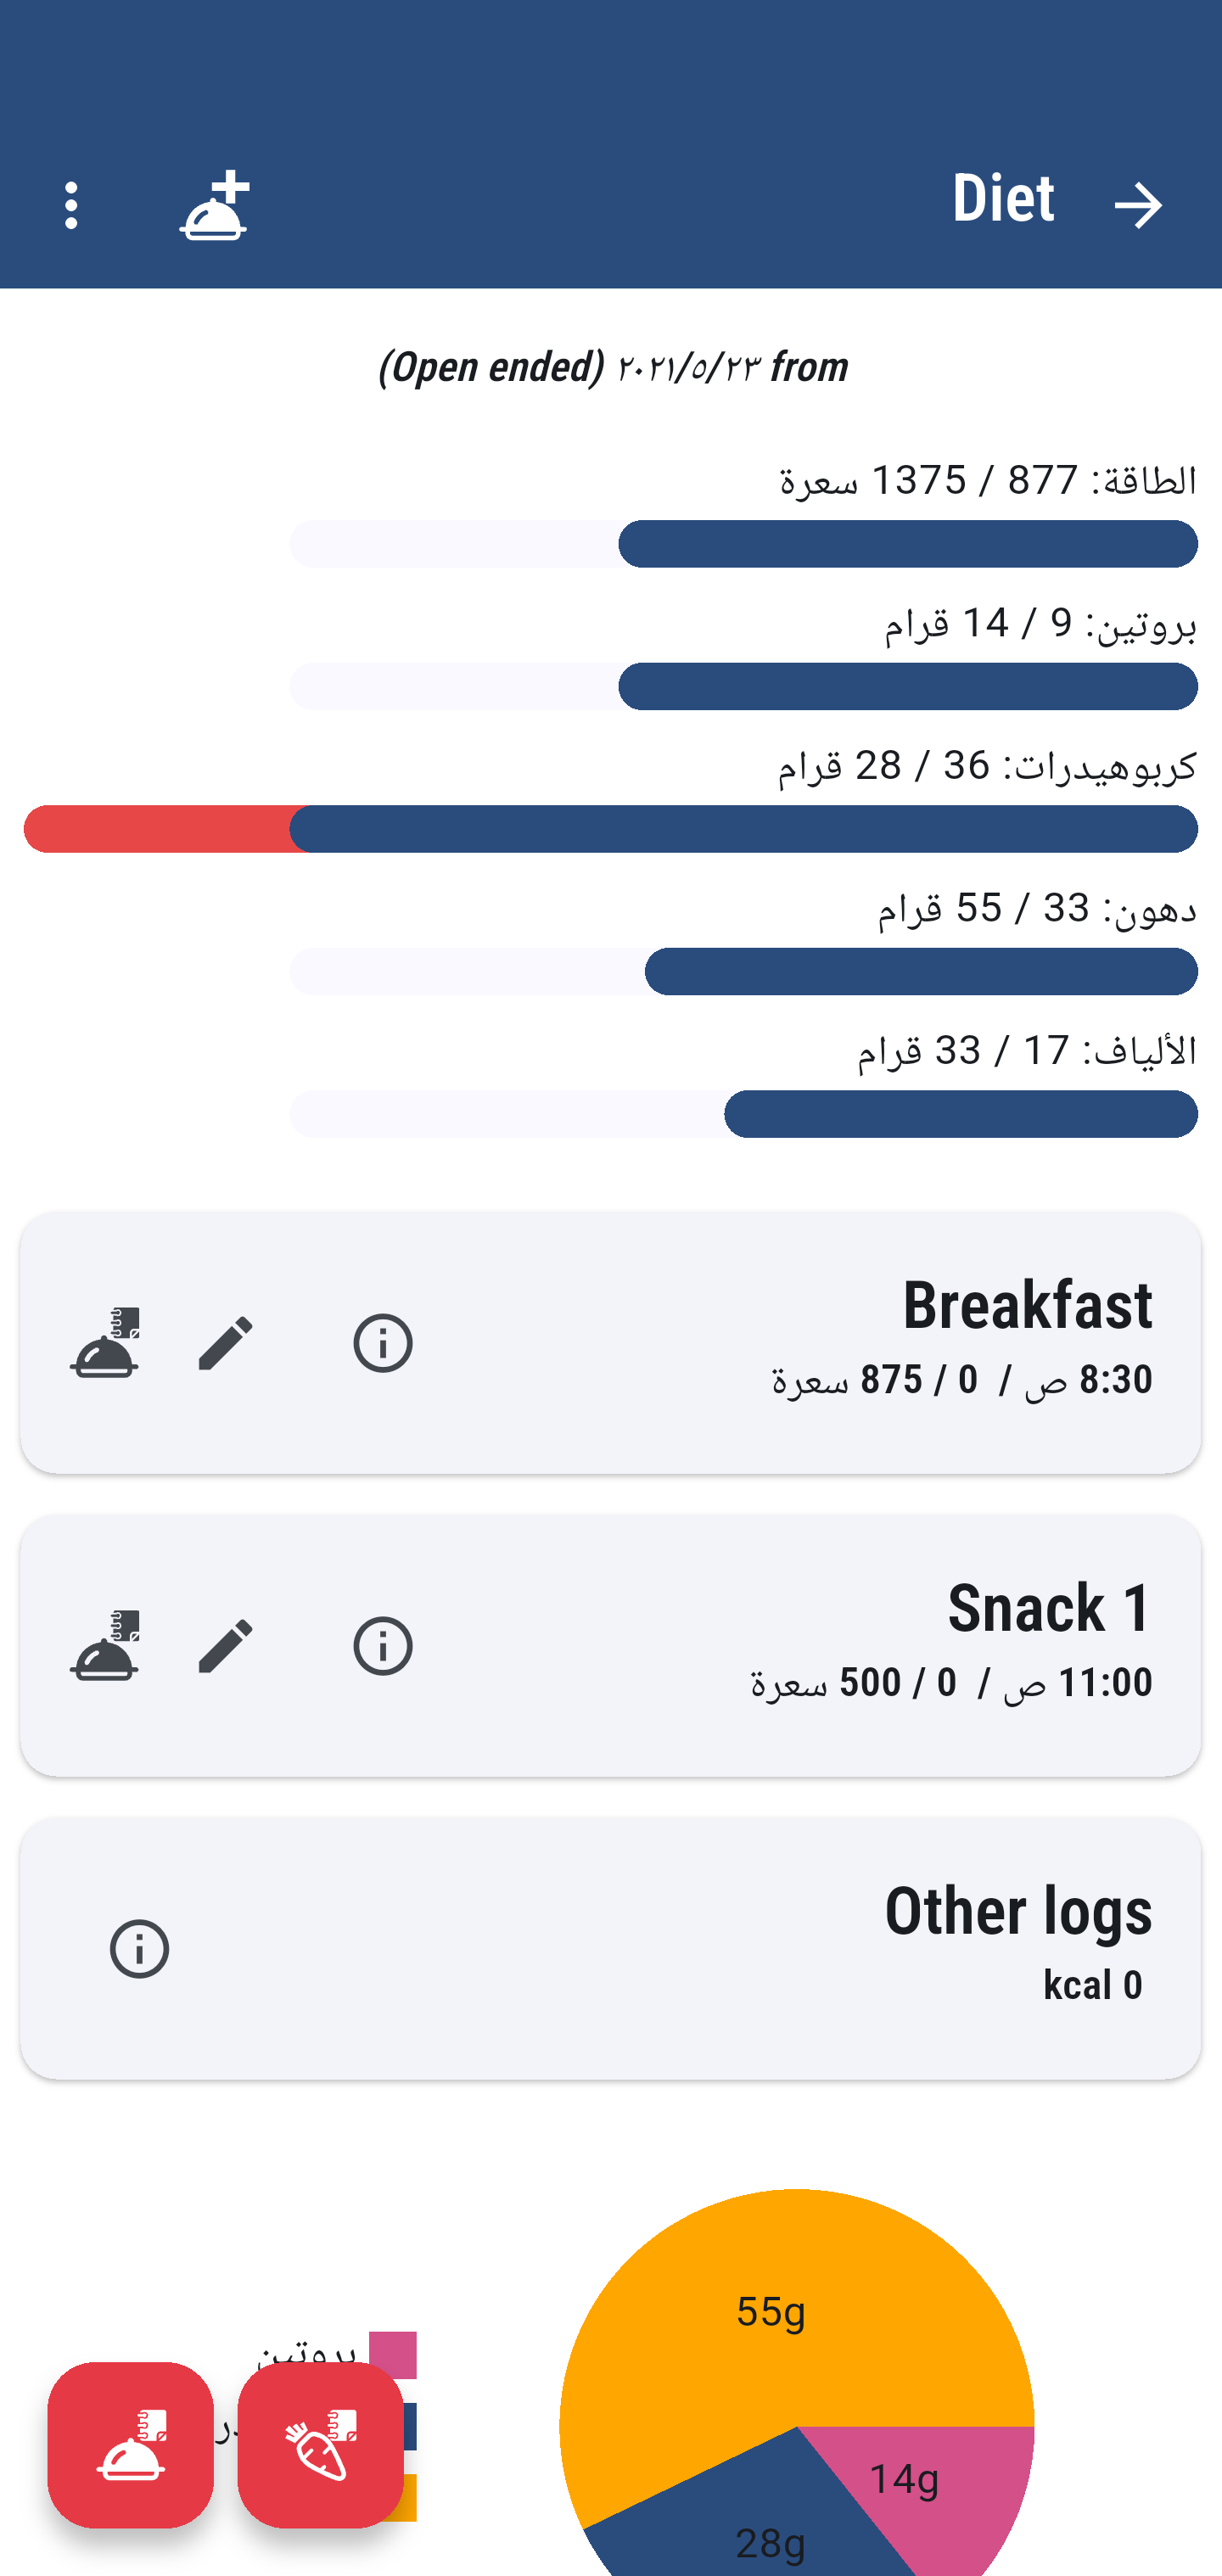 Diet
from ٢٠٢١/٥/٢٣ (Open ended)
الطاقة: 877 / 1375 سعرة
بروتين: 9 / 14 قرام
كربوهيدرات: 36 / 28 قرام
دهون: 33 / 55 قرام
الألياف: 17 / 33 قرام
Breakfast
8:30 ص / 0 / 875 سعرة
Snack 1
11:00 ص / 0 / 500 سعرة
Other logs
kcal 0
55g
بروتين
14g
28g